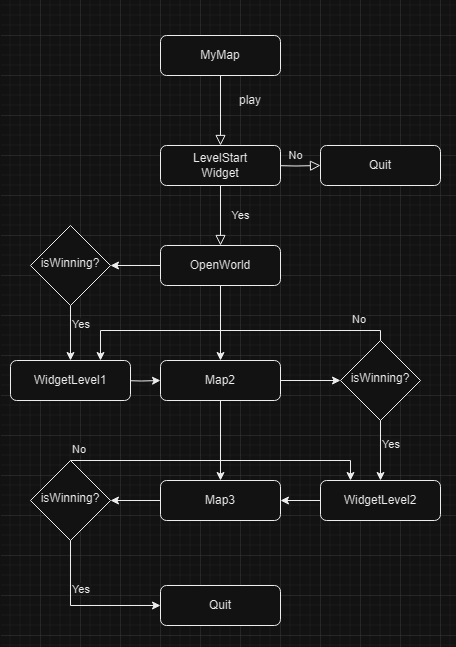 MyMap
play
LevelStart
Widget
No
Quit
Yes
isWinning?
OpenWorld
Yes
No
WidgetLevel1
Map2
isWinning?
Yes
No
isWinning?
Map3
WidgetLevel2
Yes
Quit